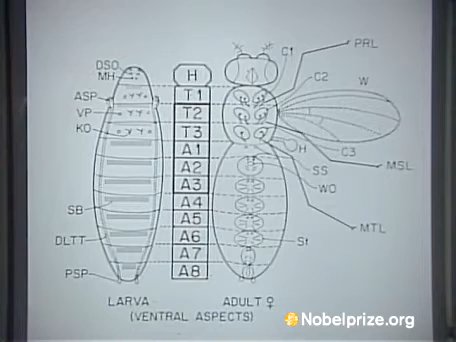 DSO
MH
ASP
VP
KO
SB
DLTT
PSP
H
T1
T2
T3
A1
A2
A3
A4
A5
A6
A7
A8
C1
PRL
C2
W
H
C3
MSL
SS
WO
MTL
St
LARVA ADULT ♀
(VENTRAL ASPECTS)
Nobelprize.org